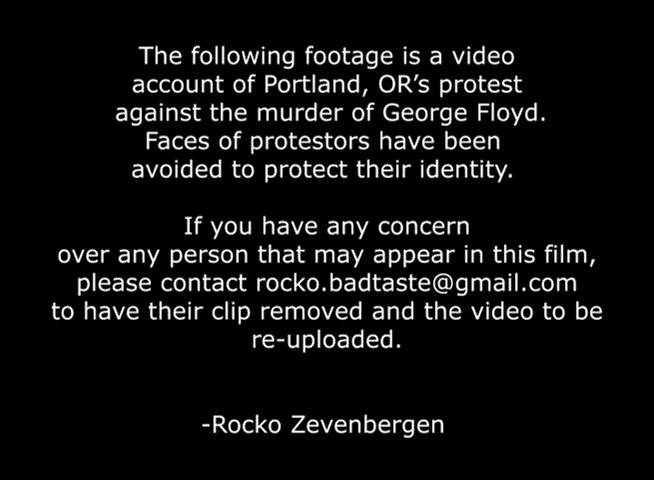 The following footage is a video
account of Portland, OR’s protest
against the murder of George Floyd.
Faces of protestors have been
avoided to protect their identity.
If you have any concern
over any person that may appear in this film,
please contact rocko.badtaste@gmail.com
to have their clip removed and the video to be
re-uploaded.
-Rocko Zevenbergen